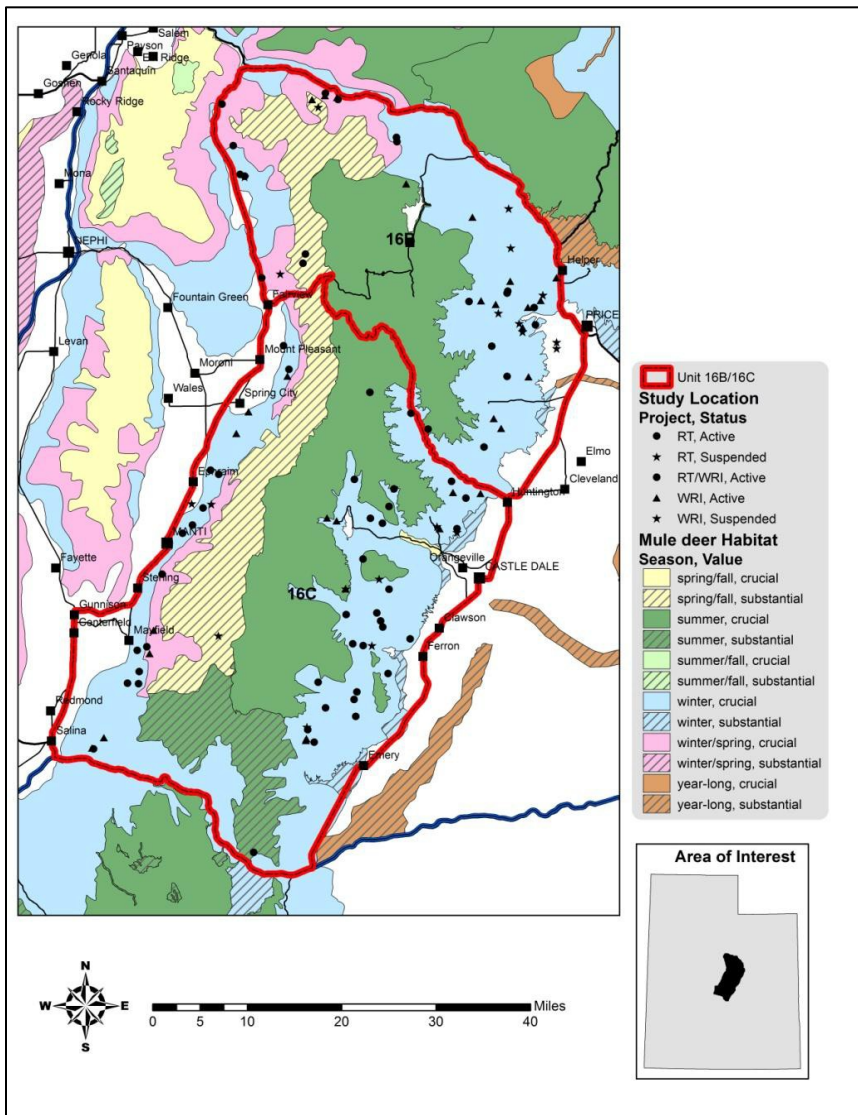 Salem
Payson
Genola
Ridge
Santaquin
Goshen
Rocky Ridge
Mona
NEPHI
16B
Helper
Fountain Green
Fairview
PRICE
Levan
Mount Pleasant
Moroni
Wales
Spring City
Elmo
Ephraim
Cleveland
Huntington
MANTI
Fayette
Orangeville
CASTLE DALE
Sterling
16C
Gunnison
Centerfield
Mayfield
Clawson
Ferron
Redmond
Salina
Emery
Unit 16B/16C
Study Location
Project, Status
RT, Active
RT, Suspended
RT/WRI, Active
WRI, Active
WRI, Suspended
Mule deer Habitat
Season, Value
spring/fall, crucial
spring/fall, substantial
summer, crucial
summer, substantial
summer/fall, crucial
summer/fall, substantial
winter, crucial
winter, substantial
winter/spring, crucial
winter/spring, substantial
year-long, crucial
year-long, substantial
Area of Interest
N
W E
S
Miles
0 5 10 20 30 40